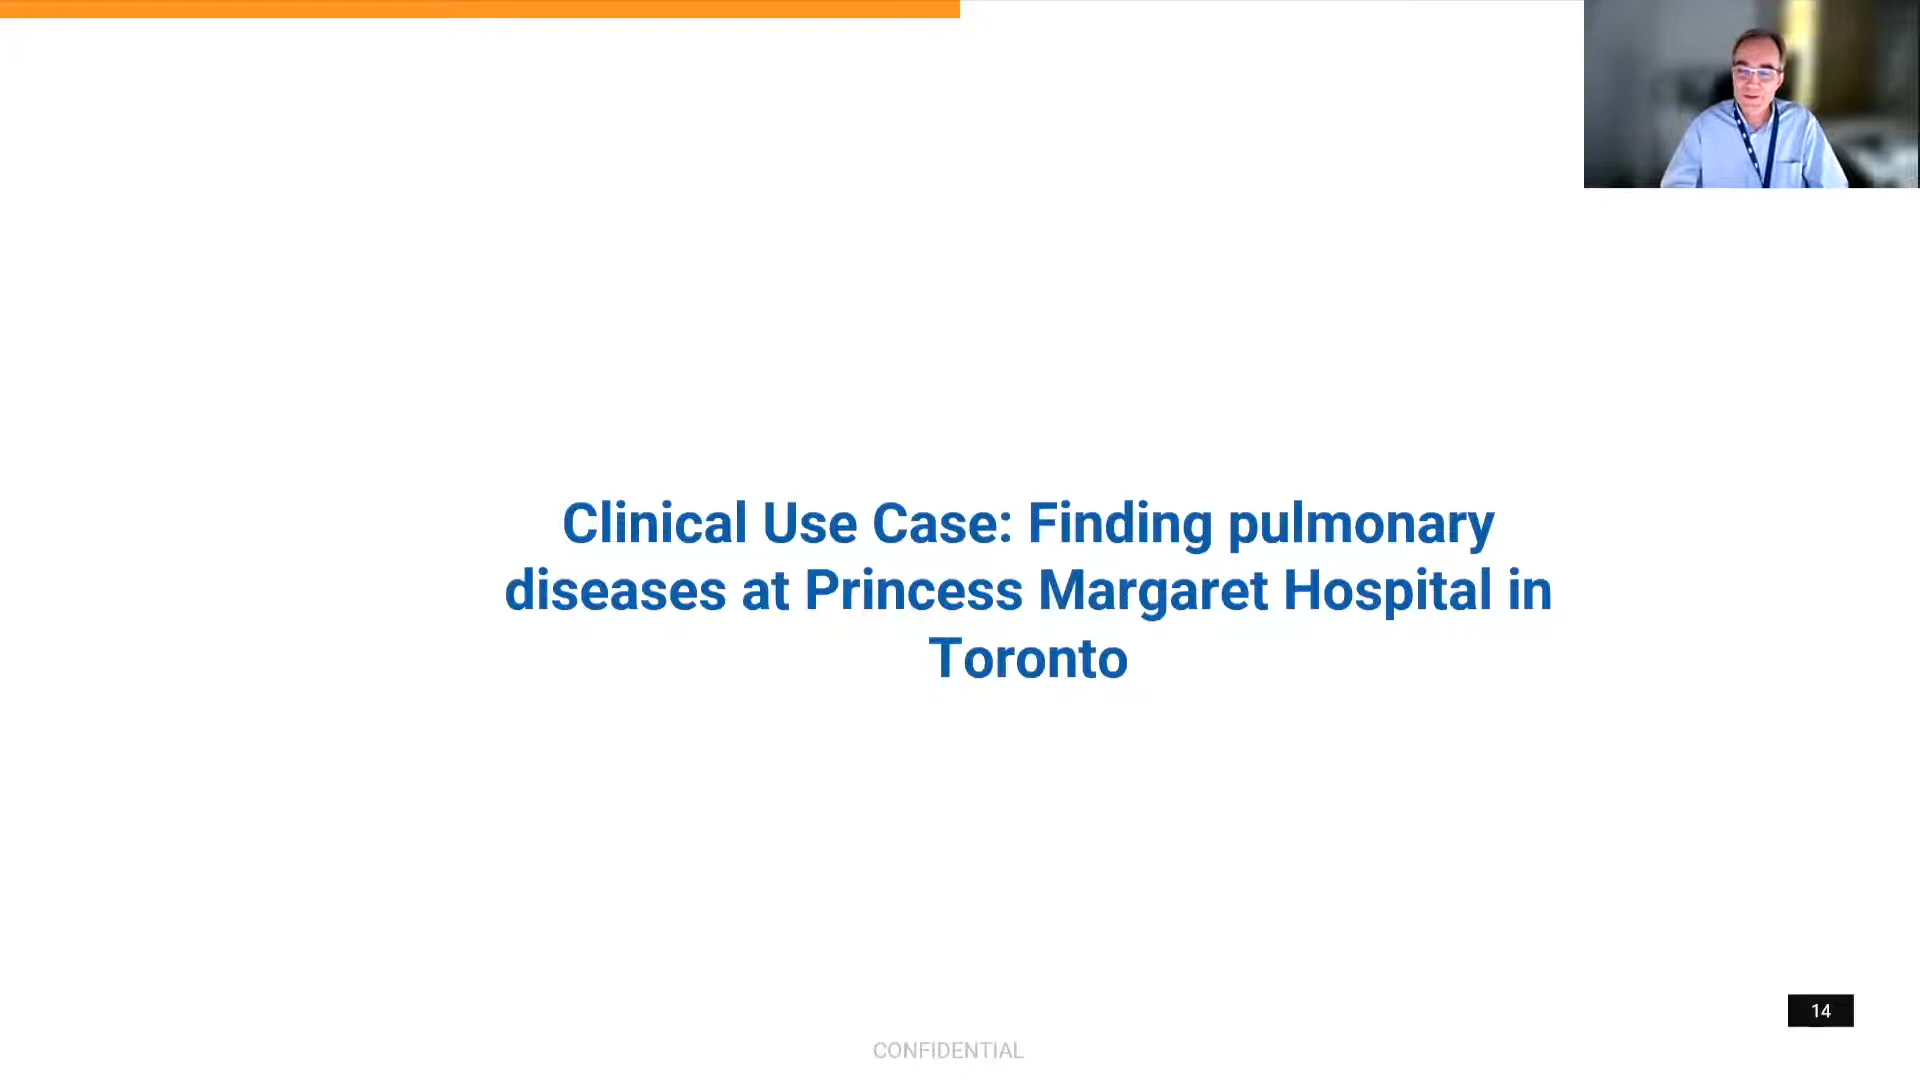 Clinical Use Case: Finding pulmonary
diseases at Princess Margaret Hospital in
Toronto
14
CONFIDENTIAL